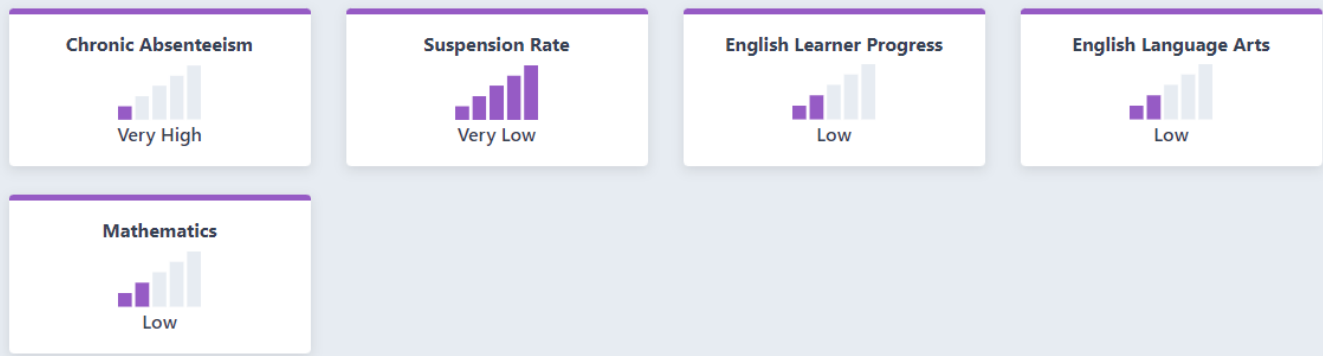 Chronic Absenteeism
Very High
Suspension Rate
Very Low
English Learner Progress
Low
English Language Arts
Low
Mathematics
Low